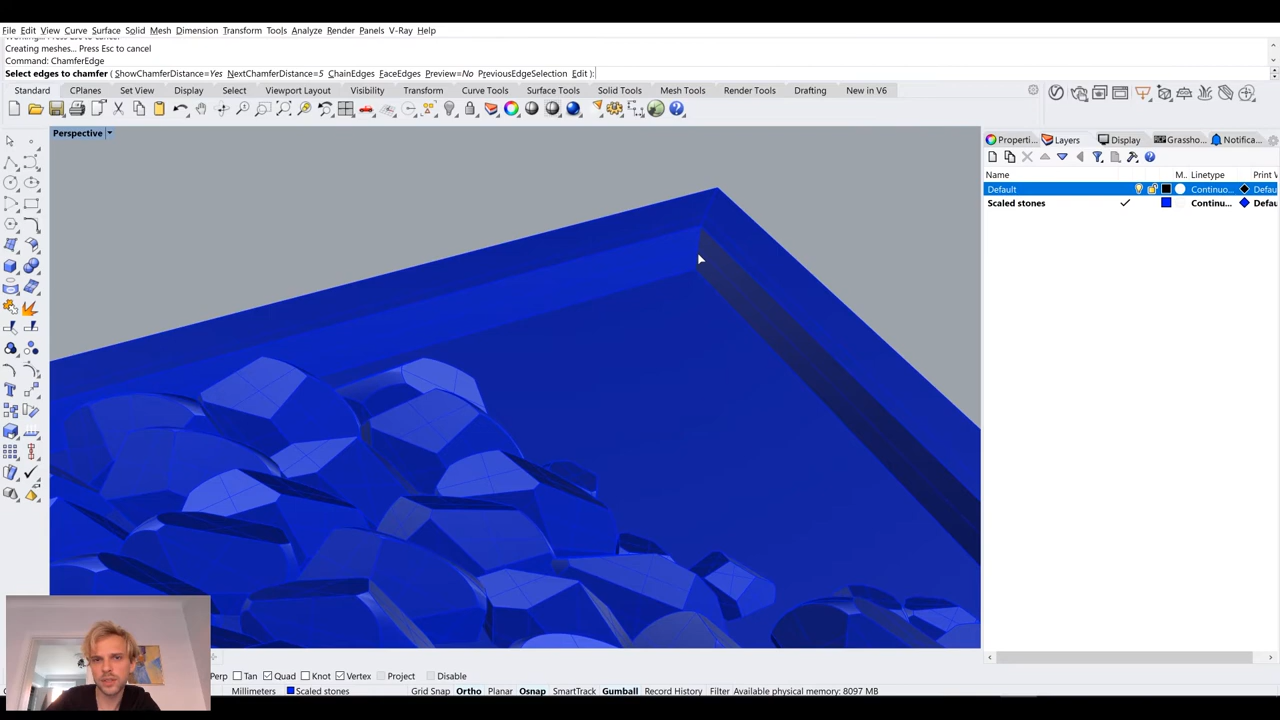 File Edit View Curve Surface Solid Mesh Dimension Transform Tools Analyze Render Panels V-Ray Help
Creating meshes... Press Esc to cancel
Command: ChamferEdge
Select edges to chamfer ( ShowChamferDistance=Yes NextChamferDistance=5 ChainEdges FaceEdges Preview=No PreviousEdgeSelection Edit ):
Standard CPlanes Set View Display Select Viewport Layout Visibility Transform Curve Tools Surface Tools Solid Tools Mesh Tools Render Tools Drafting New in V6
Perspective
Properti... Layers Display Grassho... Notifica...
Name M.. Linetype Print V
Default Continuo... Defau
Scaled stones Continu... Defau
Perp Tan Quad Knot Vertex Project Disable
Millimeters Scaled stones Grid Snap Ortho Planar Osnap SmartTrack Gumball Record History Filter Available physical memory: 8097 MB